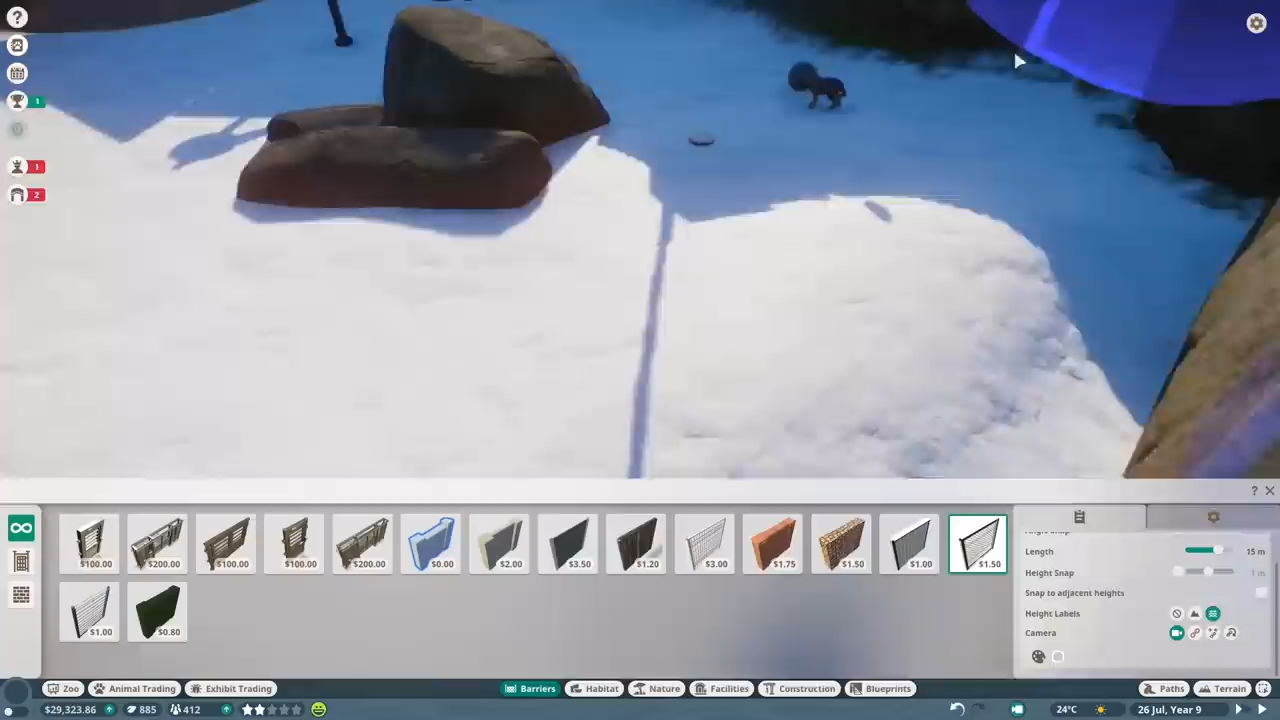 ?
1
1
2
?
$100.00 $200.00 $100.00 $100.00 $200.00 $0.00 $2.00 $3.50 $1.20 $3.00 $1.75 $1.50 $1.00 $1.50
$1.00 $0.80
Length 15 m
Height Snap 1 m
Snap to adjacent heights
Height Labels
Camera
Zoo Animal Trading Exhibit Trading Barriers Habitat Nature Facilities Construction Blueprints Paths Terrain
$29,323.86 885 412 24°C 26 Jul, Year 9